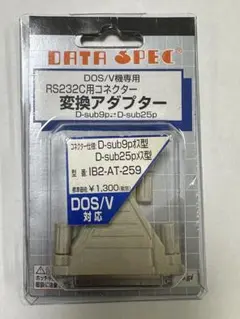 DATA SPEC
DOS/V機専用
RS232C用コネクター
変換アダプター
D-sub9p⇄D-sub25p
コネクター仕様: D-sub9pｵｽ型
D-sub25pﾒｽ型
型 番: IB2-AT-259
標準価格 ¥1,300(税別)
DOS/V
対応